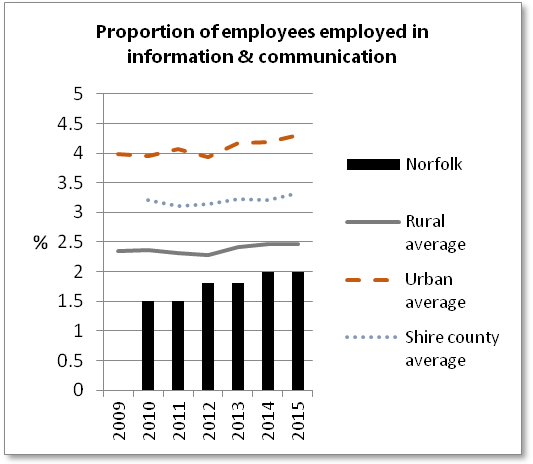 Proportion of employees employed in
information & communication
5
4.5
4
3.5
3
2.5
2
1.5
1
0.5
0
%
2009
2010
2011
2012
2013
2014
2015
Norfolk
Rural
average
Urban
average
Shire county
average